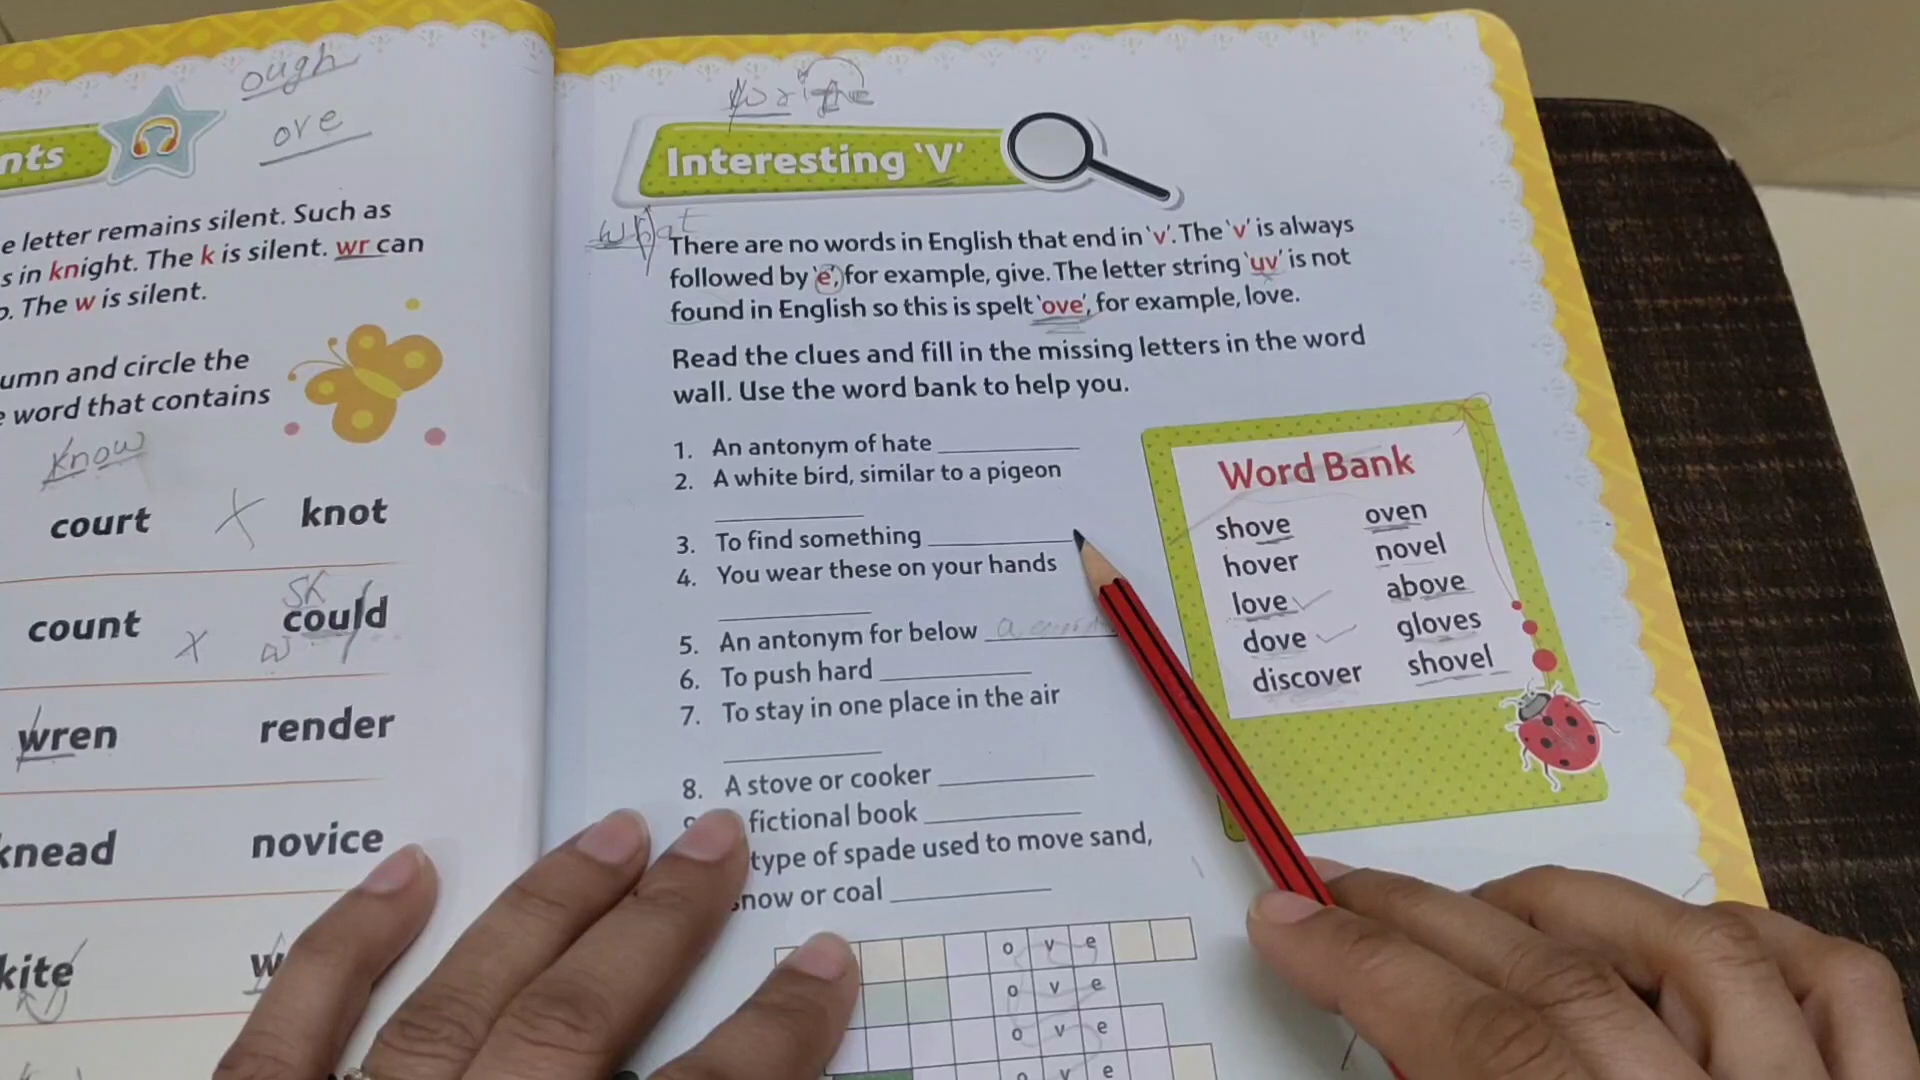 ough
ove
nts
e letter remains silent. Such as
s in knight. The k is silent. wr can
. The w is silent.
umn and circle the
word that contains
know
court knot
count could
wren render
knead novice
kite w
write
Interesting 'V'
what
There are no words in English that end in 'v'. The 'v' is always
followed by 'e', for example, give. The letter string 'uv' is not
found in English so this is spelt 'ove', for example, love.
Read the clues and fill in the missing letters in the word
wall. Use the word bank to help you.
1. An antonym of hate
2. A white bird, similar to a pigeon
3. To find something
4. You wear these on your hands
5. An antonym for below
6. To push hard
7. To stay in one place in the air
8. A stove or cooker
fictional book
type of spade used to move sand,
snow or coal
Word Bank
shove oven
hover novel
love above
dove gloves
discover shovel
o v e
o v e
o v e
o v e